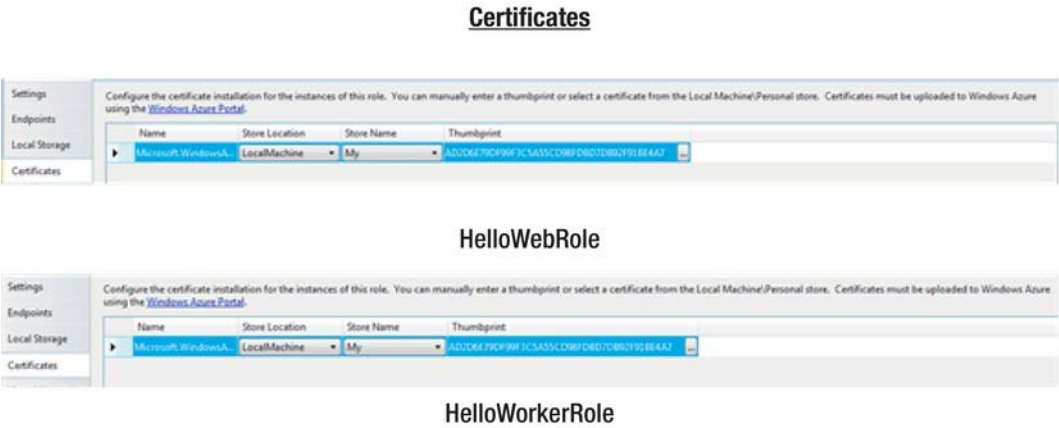 Certificates
Settings
Configure the certificate installation for the instances of this role. You can manually enter a thumbprint or select a certificate from the Local Machine\Personal store. Certificates must be uploaded to Windows Azure
using the Windows Azure Portal.
Endpoints
Name Store Location Store Name Thumbprint
Local Storage
Microsoft.WindowsA... LocalMachine My ...
Certificates
HelloWebRole
Settings
Configure the certificate installation for the instances of this role. You can manually enter a thumbprint or select a certificate from the Local Machine\Personal store. Certificates must be uploaded to Windows Azure
using the Windows Azure Portal.
Endpoints
Name Store Location Store Name Thumbprint
Local Storage
Microsoft.WindowsA... LocalMachine My ...
Certificates
HelloWorkerRole